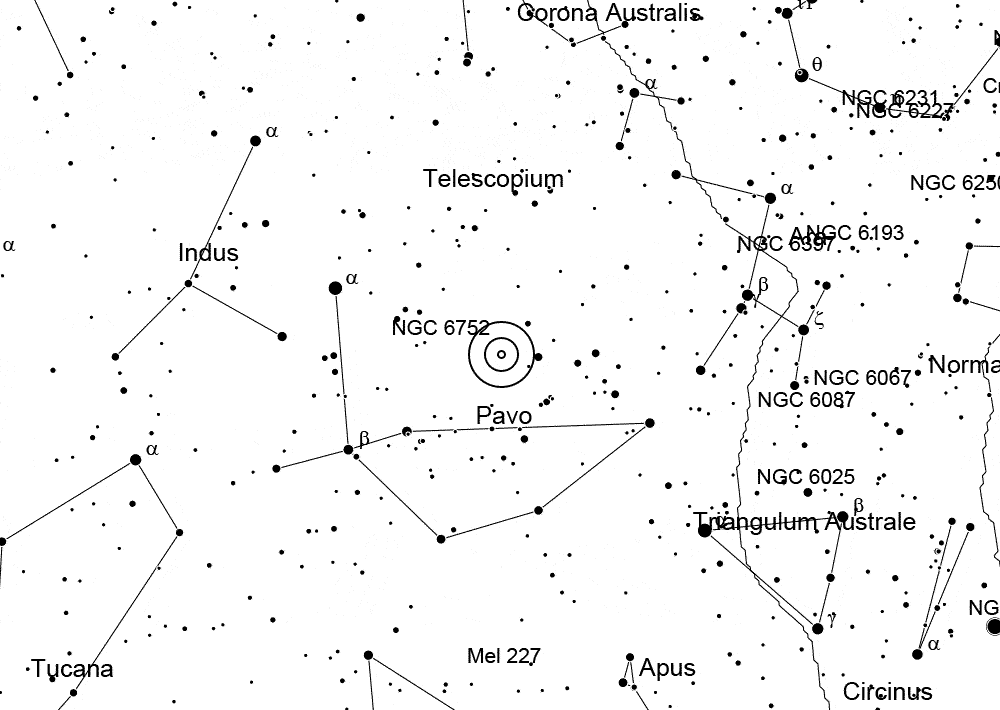 Corona Australis
η
θ
α
NGC 6231
NGC 6227
α
Telescopium
α
NGC 6250
α
Indus
NGC 6193
NGC 6397
α
β
γ
ζ
NGC 6752
Norma
NGC 6067
NGC 6087
Pavo
β
α
NGC 6025
β
α
Triangulum Australe
γ
α
Mel 227
Tucana
Apus
Circinus